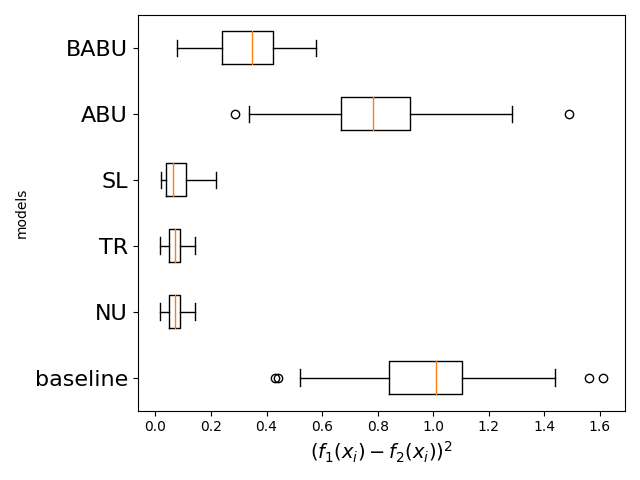 BABU
ABU
SL
TR
NU
baseline
models
0.0 0.2 0.4 0.6 0.8 1.0 1.2 1.4 1.6
(f₁(xᵢ) − f₂(xᵢ))²